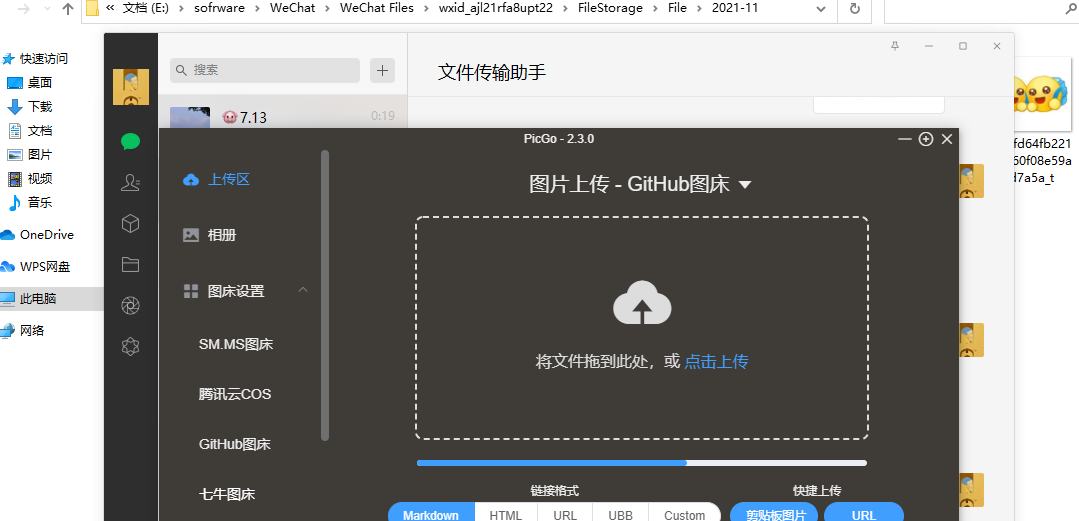 « 文档 (E:) › sofrware › WeChat › WeChat Files › wxid_ajl21rfa8upt22 › FileStorage › File › 2021-11
快速访问
桌面
下载
文档
图片
视频
音乐
OneDrive
WPS网盘
此电脑
网络
搜索
文件传输助手
7.13
0:19
PicGo - 2.3.0
上传区
相册
图床设置
SM.MS图床
腾讯云COS
GitHub图床
七牛图床
图片上传 - GitHub图床
将文件拖到此处，或 点击上传
链接格式
快捷上传
Markdown
HTML
URL
UBB
Custom
剪贴板图片
URL
fd64fb221
60f08e59a
d7a5a_t